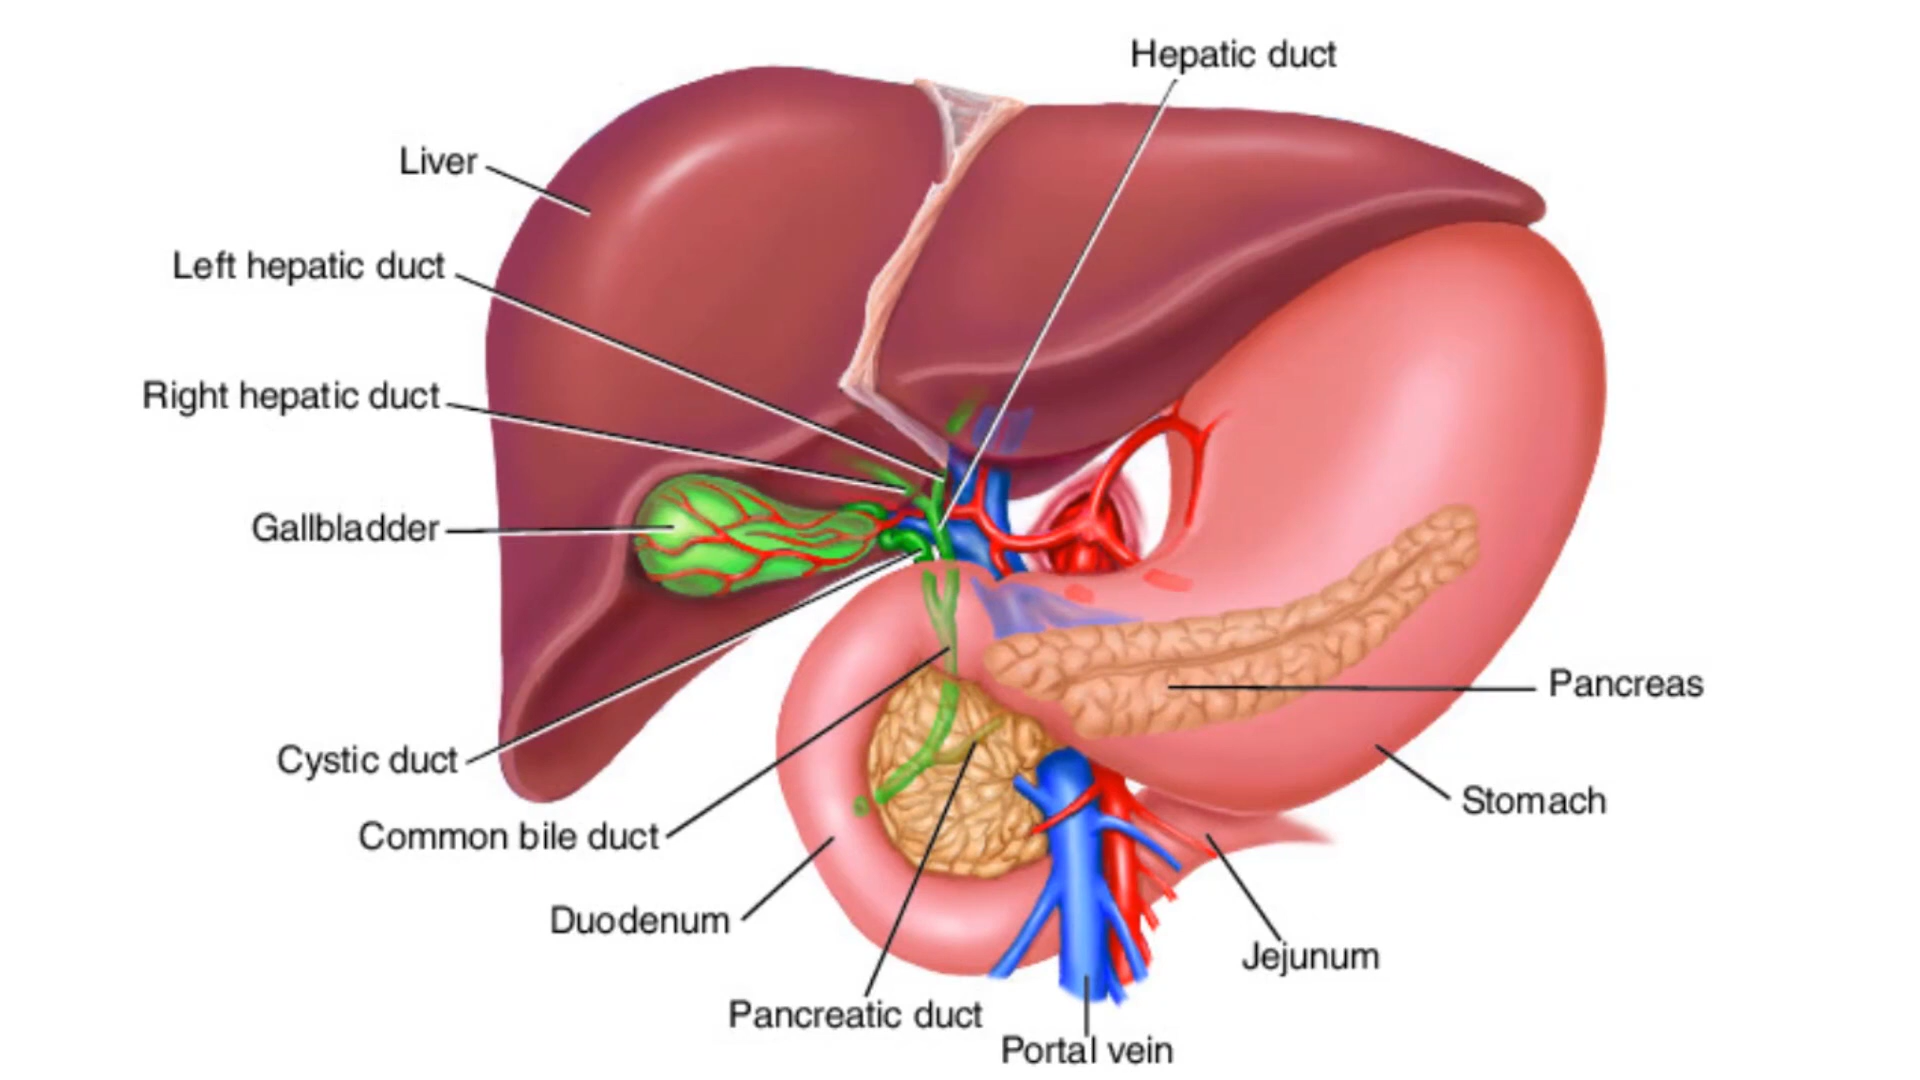 Hepatic duct
Liver
Left hepatic duct
Right hepatic duct
Gallbladder
Pancreas
Cystic duct
Stomach
Common bile duct
Duodenum
Jejunum
Pancreatic duct
Portal vein